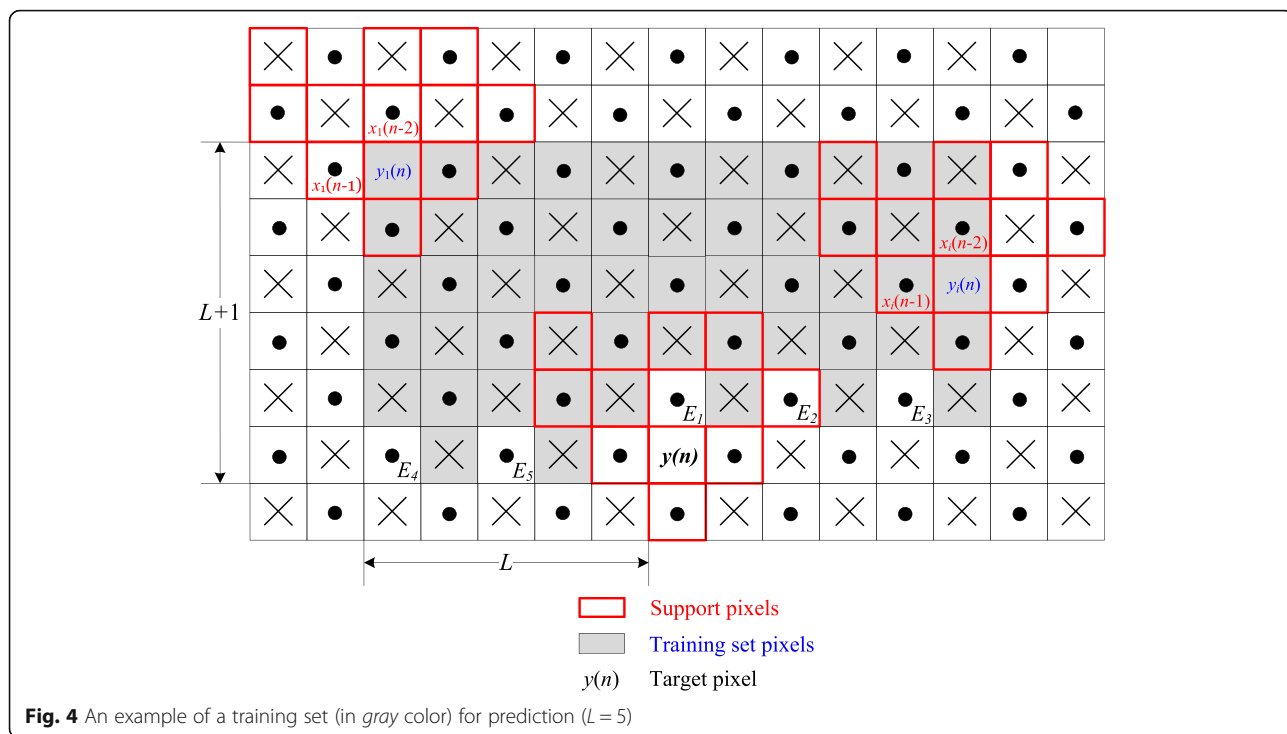 x₁(n-2)
x₁(n-1) y₁(n)
xᵢ(n-2)
xᵢ(n-1) yᵢ(n)
L+1
E₁ E₂ E₃
E₄ E₅ y(n)
L
Support pixels
Training set pixels
y(n) Target pixel
Fig. 4 An example of a training set (in gray color) for prediction (L = 5)